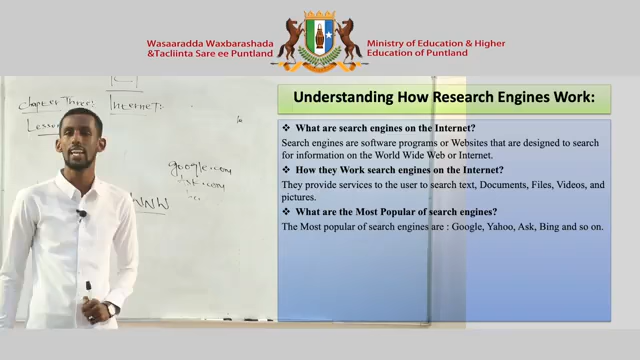 Wasaaradda Waxbarashada
&Tacliinta Sare ee Puntland
Ministry of Education & Higher
Education of Puntland
Chapter Three: Internet:
google.com
WWW
Understanding How Research Engines Work:
❖ What are search engines on the Internet?
Search engines are software programs or Websites that are designed to search
for information on the World Wide Web or Internet.
❖ How they Work search engines on the Internet?
They provide services to the user to search text, Documents, Files, Videos, and
pictures.
❖ What are the Most Popular of search engines?
The Most popular of search engines are : Google, Yahoo, Ask, Bing and so on.